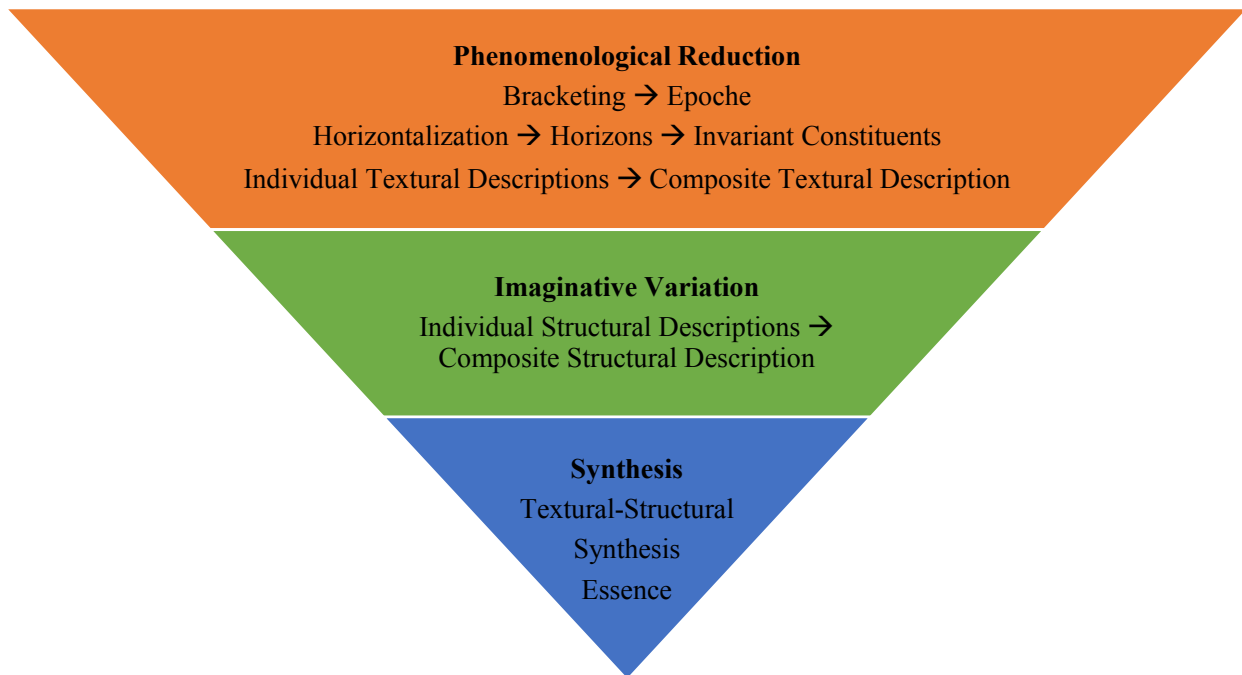 Phenomenological Reduction
Bracketing → Epoche
Horizontalization → Horizons → Invariant Constituents
Individual Textural Descriptions → Composite Textural Description
Imaginative Variation
Individual Structural Descriptions →
Composite Structural Description
Synthesis
Textural-Structural
Synthesis
Essence